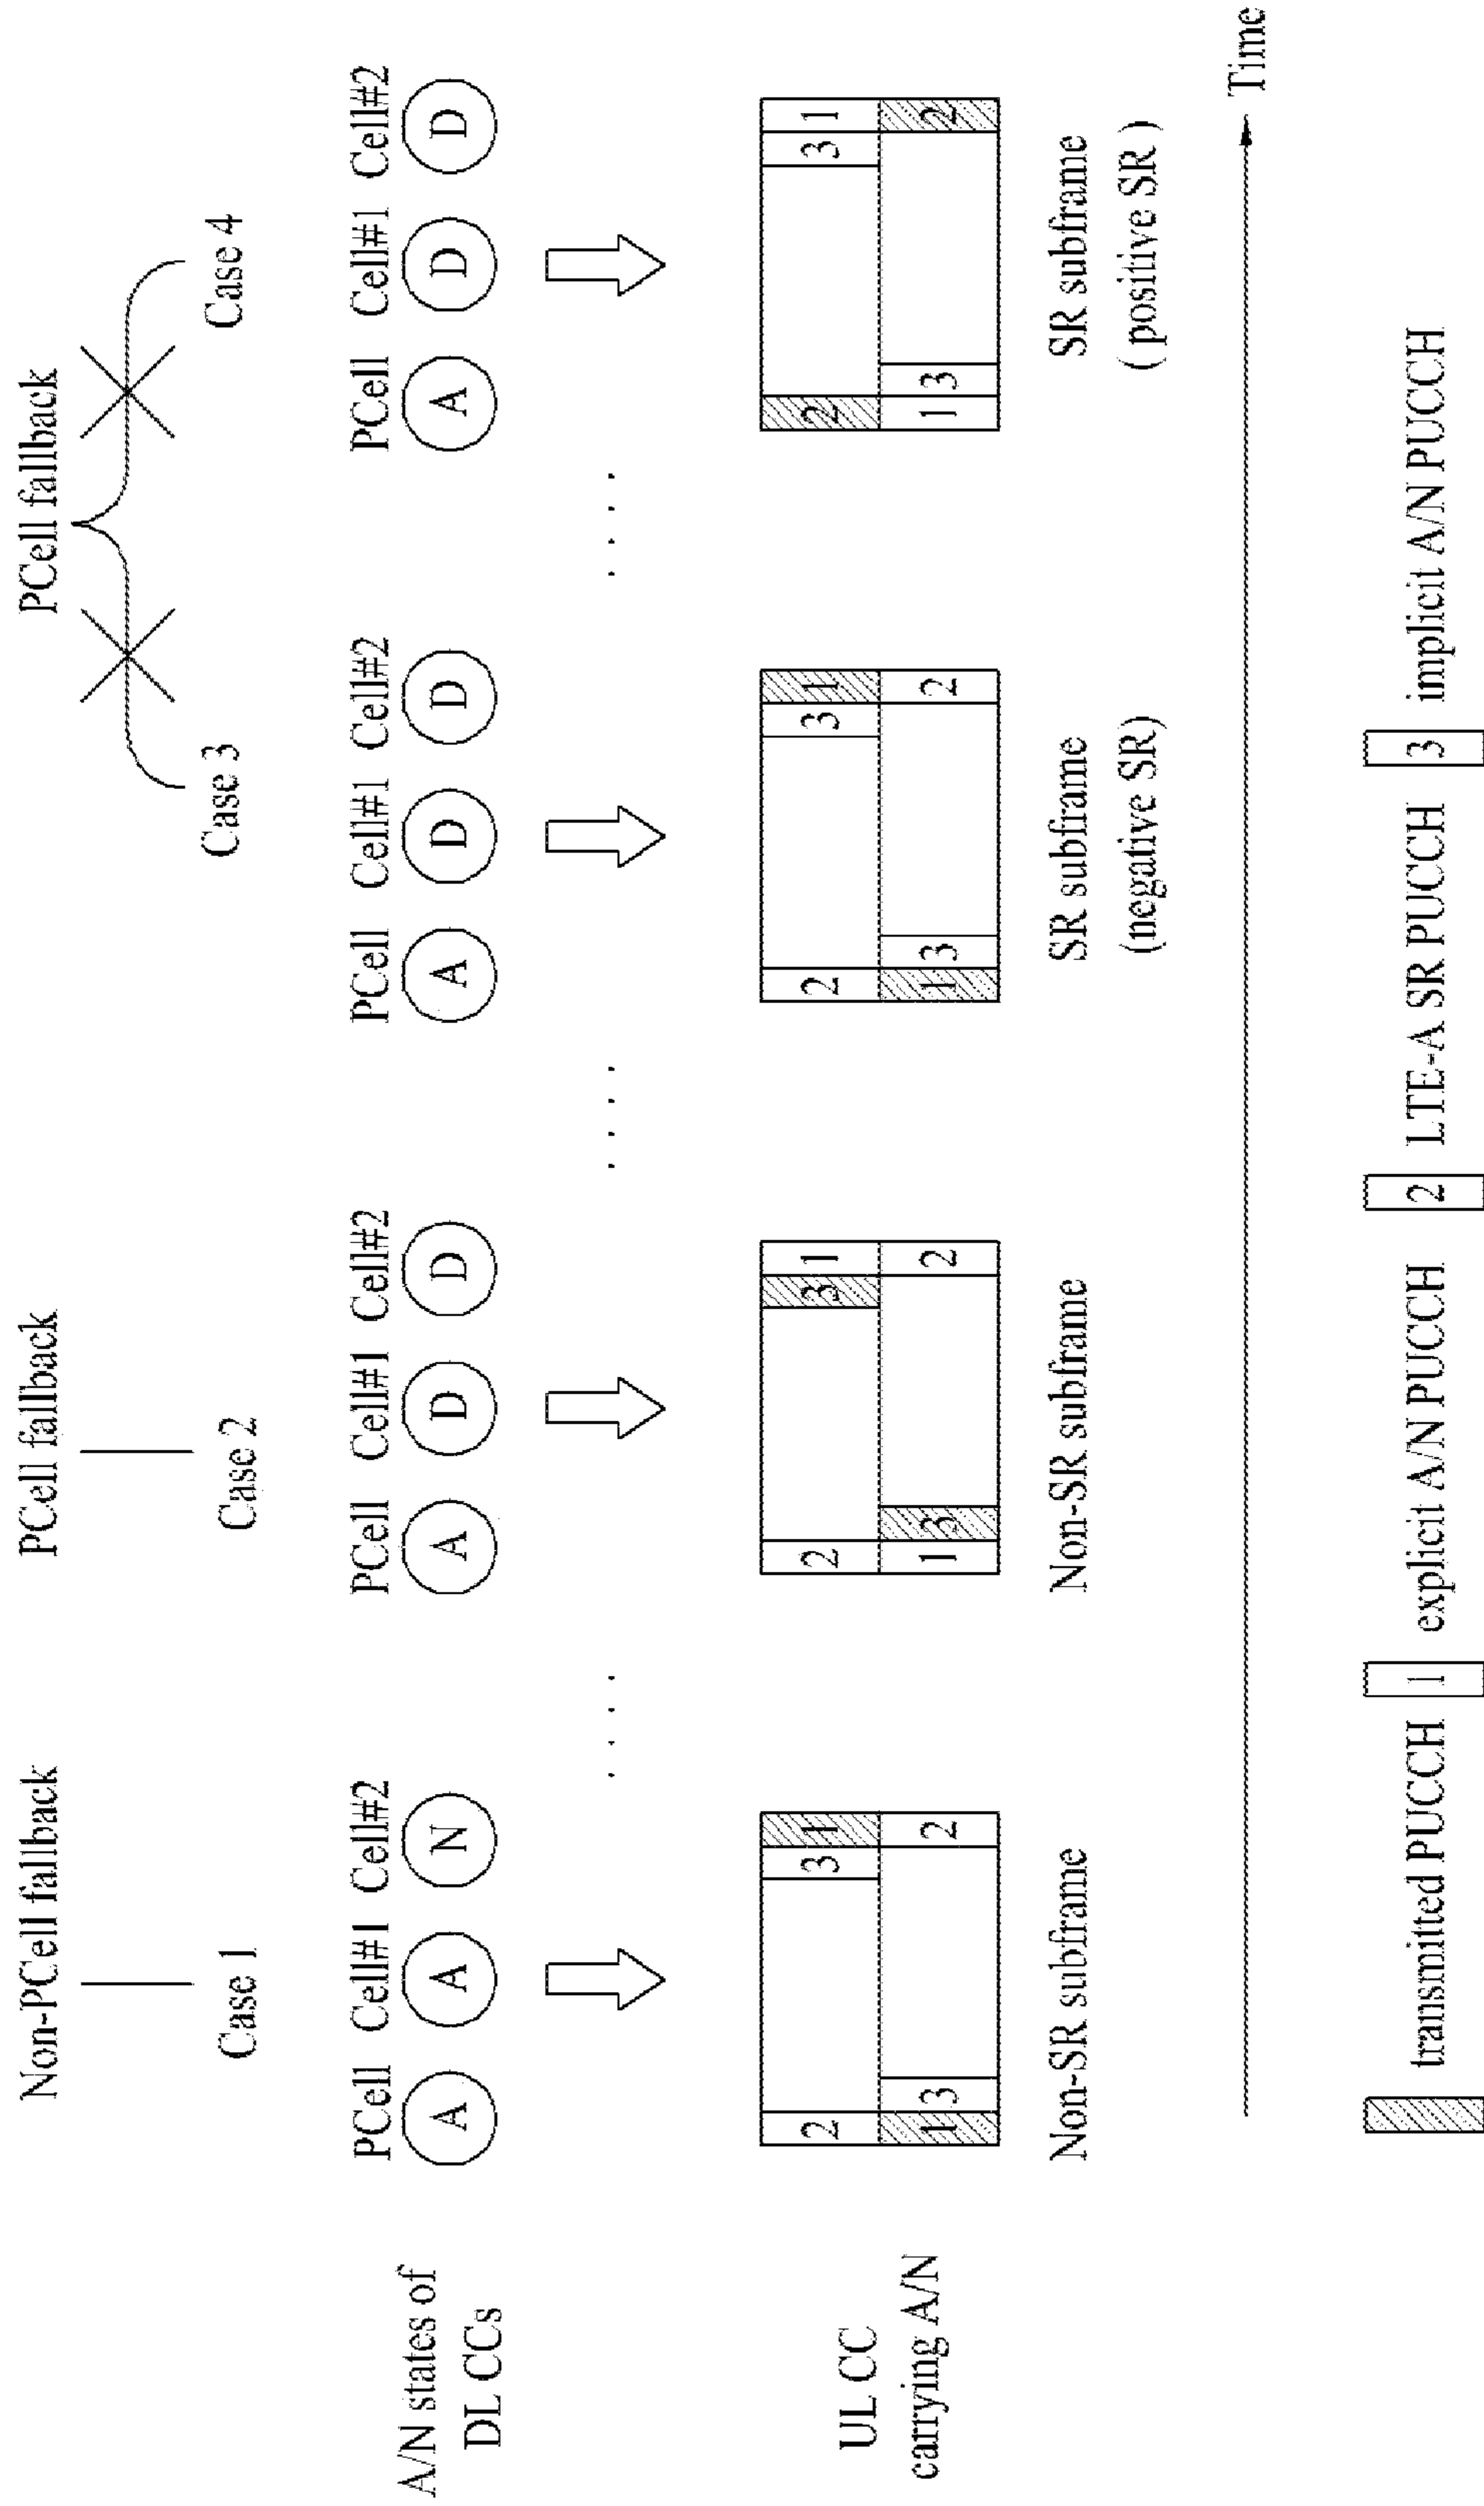 Non-PCell fallback
PCell fallback
PCell fallback
Case 1
Case 2
Case 3
Case 4
A/N states of
DL CCs
PCell Cell#1 Cell#2
A A N
PCell Cell#1 Cell#2
A D D
PCell Cell#1 Cell#2
A D D
PCell Cell#1 Cell#2
A D D
. . . .
. . . .
. . . .
UL CC
carrying A/N
2 3 1
1 3 2
2 3 1
1 3 2
2 3 1
1 3 2
2 3 1
1 3 2
Non-SR subframe
Non-SR subframe
SR subframe
(negative SR)
SR subframe
( positive SR )
Time
transmitted PUCCH
1 explicit A/N PUCCH
2 LTE-A SR PUCCH
3 implicit A/N PUCCH